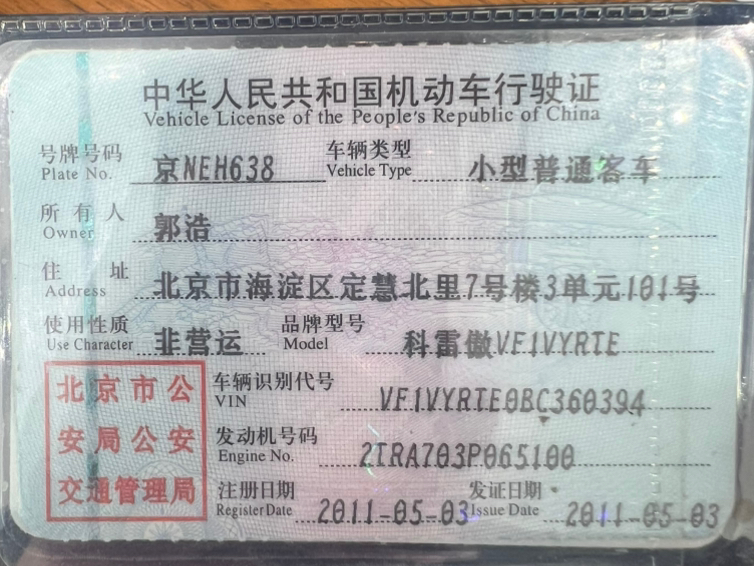 中华人民共和国机动车行驶证
Vehicle License of the People's Republic of China
号牌号码 京NEH638 车辆类型 小型普通客车
Plate No. Vehicle Type
所有人 郭浩
Owner
住址 北京市海淀区定慧北里7号楼3单元101号
Address
使用性质 非营运 品牌型号 科雷傲VF1VYRTE
Use Character Model
北京市公 车辆识别代号 VF1VYRTE0BC360394
VIN
安局公安 发动机号码 2TRA703P065100
Engine No.
交通管理局 注册日期 2011-05-03 发证日期 2011-05-03
Register Date Issue Date